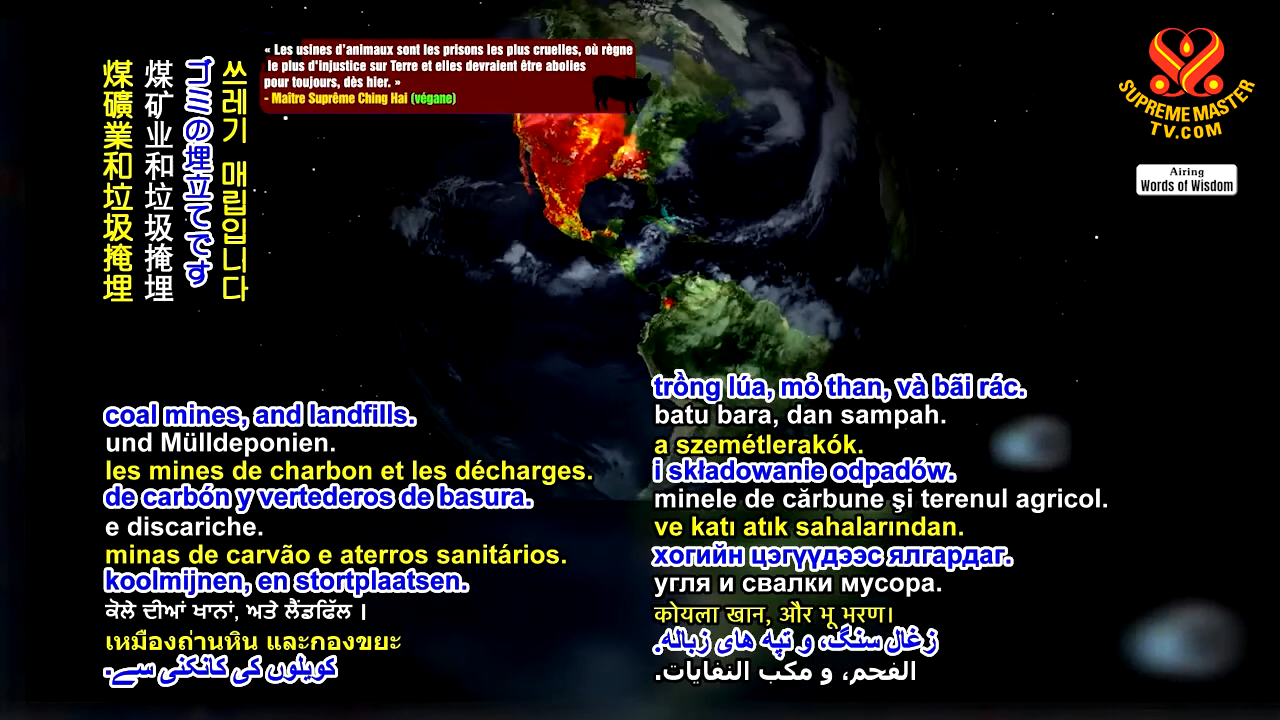 煤礦業和垃圾掩埋
煤矿业和垃圾掩埋
ゴミの埋立てです
쓰레기 매립입니다
« Les usines d'animaux sont les prisons les plus cruelles, où règne
le plus d'injustice sur Terre et elles devraient être abolies
pour toujours, dès hier. »
- Maître Suprême Ching Hai (végane)
SUPREME MASTER
TV.COM
Airing
Words of Wisdom
coal mines, and landfills.
und Mülldeponien.
les mines de charbon et les décharges.
de carbón y vertederos de basura.
e discariche.
minas de carvão e aterros sanitários.
koolmijnen, en stortplaatsen.
ਕੋਲੇ ਦੀਆਂ ਖਾਨਾਂ, ਅਤੇ ਲੈਂਡਫਿੱਲ।
เหมืองถ่านหิน และกองขยะ
کویلوں کی کانکنی سے۔
trồng lúa, mỏ than, và bãi rác.
batu bara, dan sampah.
a szemétlerakók.
i składowanie odpadów.
minele de cărbune şi terenul agricol.
ve katı atık sahalarından.
хогийн цэгүүдээс ялгардаг.
угля и свалки мусора.
कोयला खान, और भू भरण।
زغال سنگ، و تپه های زباله.
الفحم، و مكب النفايات.